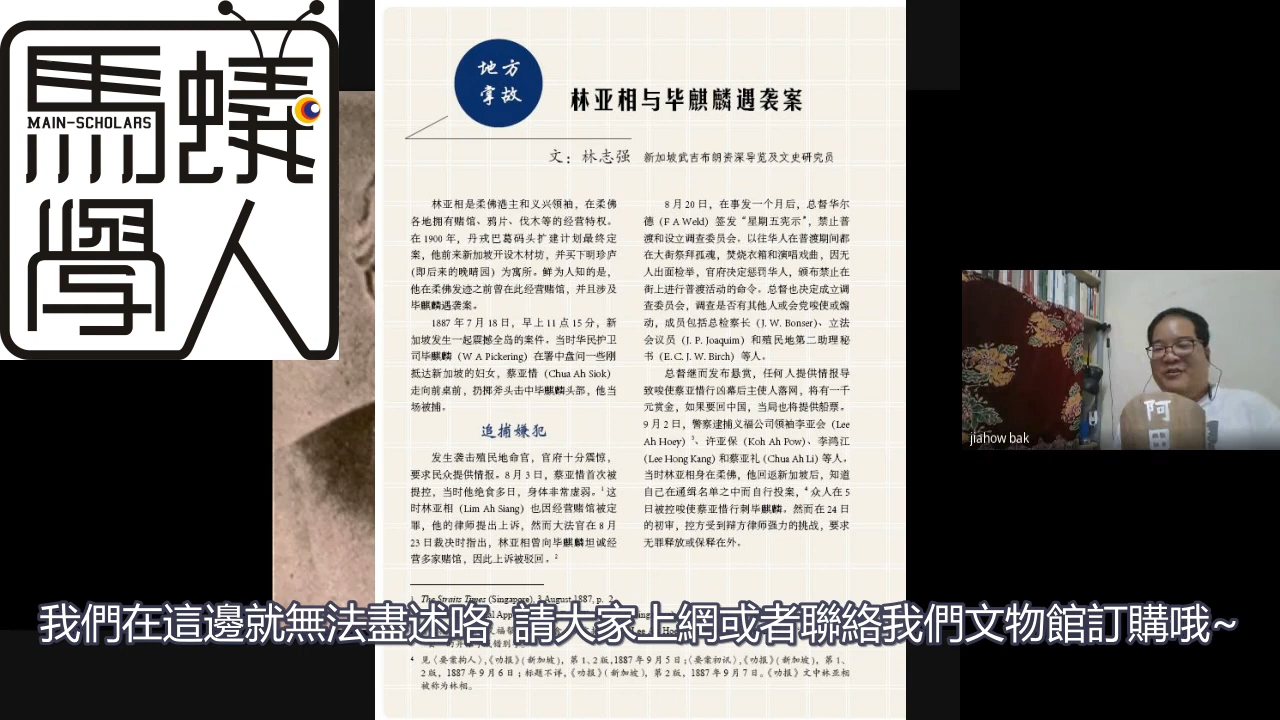 馬蟻
MAIN-SCHOLARS
學人
地方
掌故
林亚相与毕麒麟遇袭案
文：林志强 新加坡武吉布朗资深导览及文史研究员
林亚相是柔佛港主和义兴领袖，在柔佛
各地拥有赌馆、鸦片、伐木等的经营特权。
在 1900 年，丹戎巴葛码头扩建计划最终定
案，他前来新加坡开设木材坊，并买下明珍庐
(即后来的晚晴园) 为寓所。鲜为人知的是，
他在柔佛发迹之前曾在此经营赌馆，并且涉及
毕麒麟遇袭案。
1887 年 7 月 18 日，早上 11 点 15 分，新
加坡发生一起震撼全岛的案件。当时华民护卫
司毕麒麟（W A Pickering）在署中盘问一些刚
抵达新加坡的妇女，蔡亚惜（Chua Ah Siok）
走向前桌前，扔掷斧头击中毕麒麟头部，他当
场被捕。
追捕嫌犯
发生袭击殖民地命官，官府十分震惊，
要求民众提供情报。8 月 3 日，蔡亚惜首次被
提控，当时他绝食多日，身体非常虚弱。1 这
时林亚相（Lim Ah Siang）也因经营赌馆被定
罪，他的律师提出上诉，然而大法官在 8 月
23 日裁决时指出，林亚相曾向毕麒麟坦诚经
营多家赌馆，因此上诉被驳回。2
8 月 20 日，在事发一个月后，总督华尔
德（F A Weld）签发“星期五宪示”，禁止普
渡和设立调查委员会。以往华人在普渡期间都
在大街祭拜孤魂，焚烧衣箱和演唱戏曲，因无
人出面检举，官府决定惩罚华人，颁布禁止在
街上进行普渡活动的命令。总督也决定成立调
查委员会，调查是否有其他人或会党唆使或煽
动，成员包括总检察长（J. W. Bonser)、立法
会议员（J. P. Joaquim）和殖民地第二助理秘
书（E. C. J. W. Birch）等人。
总督继而发布悬赏，任何人提供情报导
致唆使蔡亚惜行凶幕后主使人落网，将有一千
元赏金，如果要回中国，当局也将提供船票。
9 月 2 日，警察逮捕义福公司领袖李亚会（Lee
Ah Hoey）3、许亚保（Koh Ah Pow)、李鸿江
(Lee Hong Kang) 和蔡亚礼 (Chua Ah Li) 等人。
当时林亚相身在柔佛，他回返新加坡后，知道
自己在通缉名单之中而自行投案，4 众人在 5
日被控唆使蔡亚惜行刺毕麒麟。然而在 24 日
的初审，控方受到辩方律师强力的挑战，要求
无罪释放或保释在外。
1 The Straits Times (Singapore), 3 August 1887, p. 2.
4 见《要案拘人》，《叻报》（新加坡），第 1、2 版，1887 年 9 月 5 日；《要案初讯》，《叻报》（新加坡），第 1、
2 版，1887 年 9 月 6 日；标题不详，《叻报》（新加坡），第 2 版，1887 年 9 月 7 日。《叻报》文中林亚相
被称为林相。
阿
jiahow bak
我們在這邊就無法盡述咯 請大家上網或者聯絡我們文物館訂購哦~